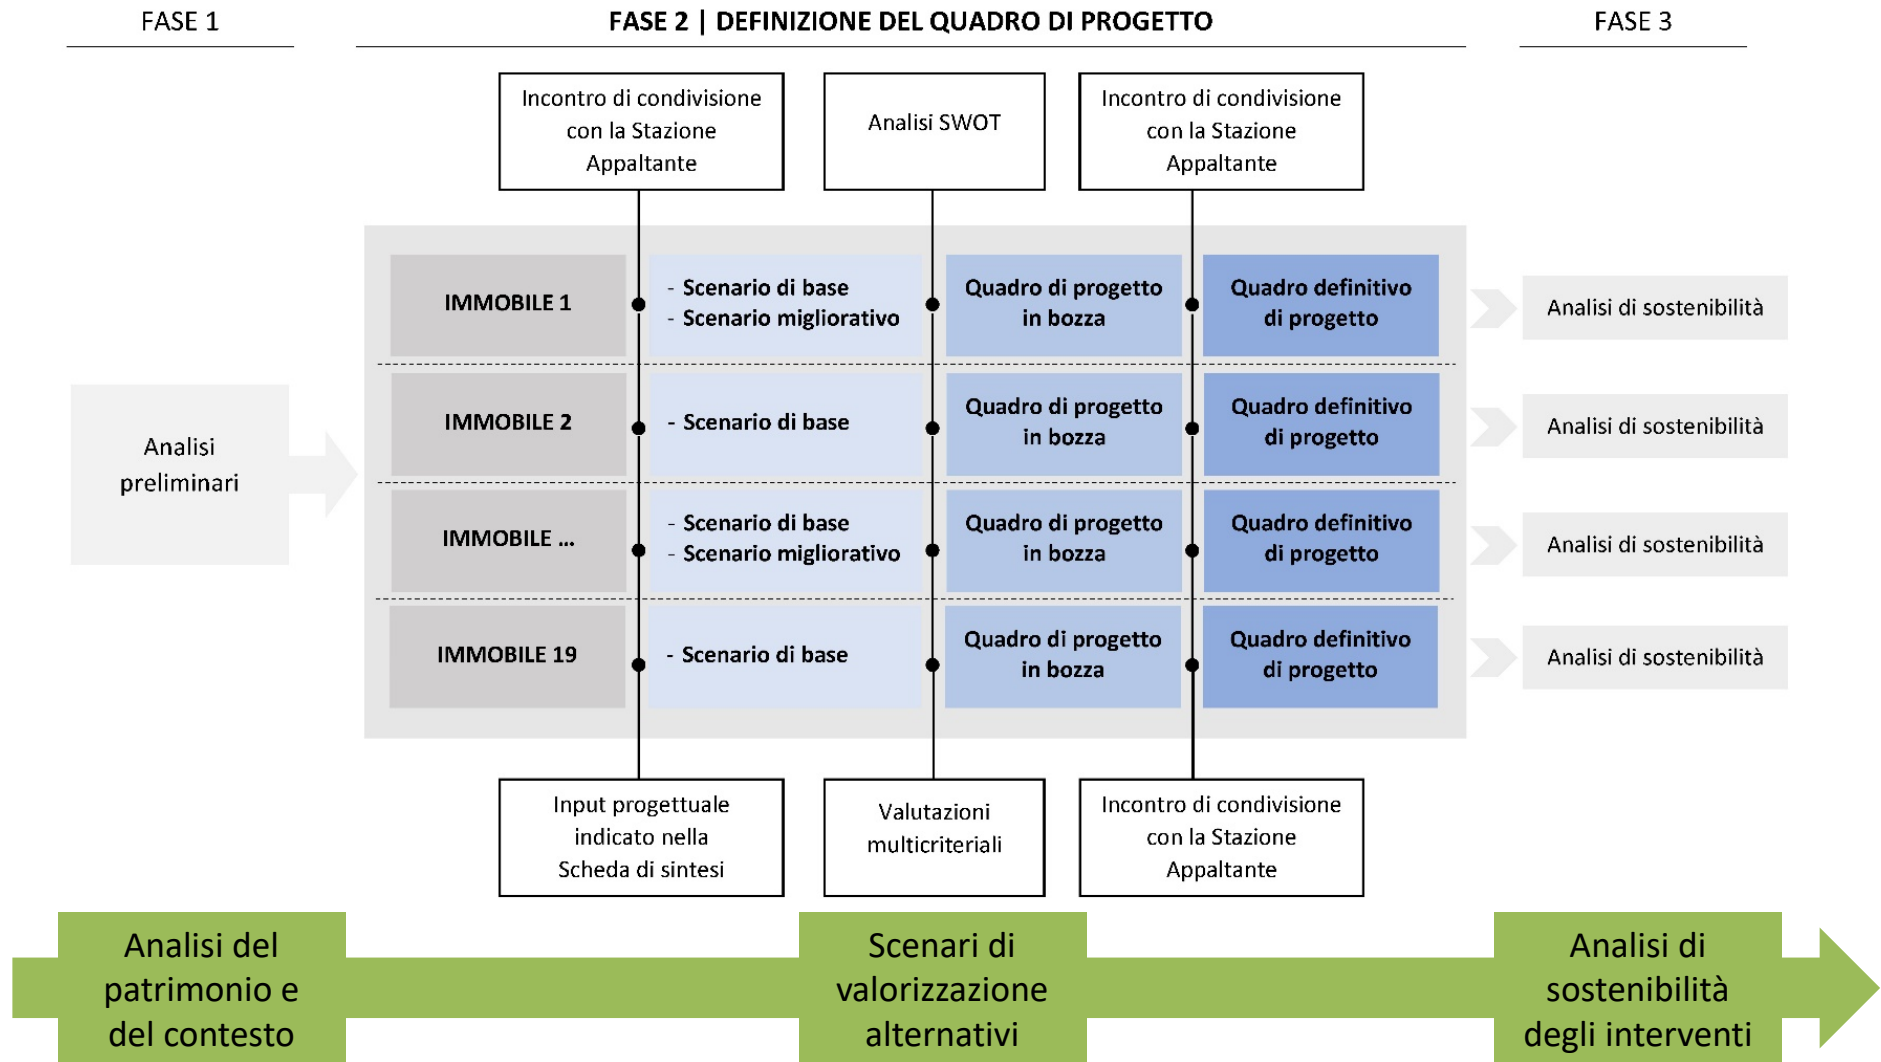 FASE 1
FASE 2 | DEFINIZIONE DEL QUADRO DI PROGETTO
FASE 3
Incontro di condivisione
con la Stazione
Appaltante
Analisi SWOT
Incontro di condivisione
con la Stazione
Appaltante
Analisi
preliminari
IMMOBILE 1
- Scenario di base
- Scenario migliorativo
Quadro di progetto
in bozza
Quadro definitivo
di progetto
Analisi di sostenibilità
IMMOBILE 2
- Scenario di base
Quadro di progetto
in bozza
Quadro definitivo
di progetto
Analisi di sostenibilità
IMMOBILE ...
- Scenario di base
- Scenario migliorativo
Quadro di progetto
in bozza
Quadro definitivo
di progetto
Analisi di sostenibilità
IMMOBILE 19
- Scenario di base
Quadro di progetto
in bozza
Quadro definitivo
di progetto
Analisi di sostenibilità
Input progettuale
indicato nella
Scheda di sintesi
Valutazioni
multicriteriali
Incontro di condivisione
con la Stazione
Appaltante
Analisi del
patrimonio e
del contesto
Scenari di
valorizzazione
alternativi
Analisi di
sostenibilità
degli interventi